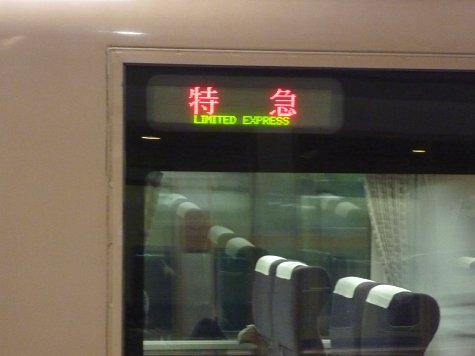 特 急
LIMITED EXPRESS